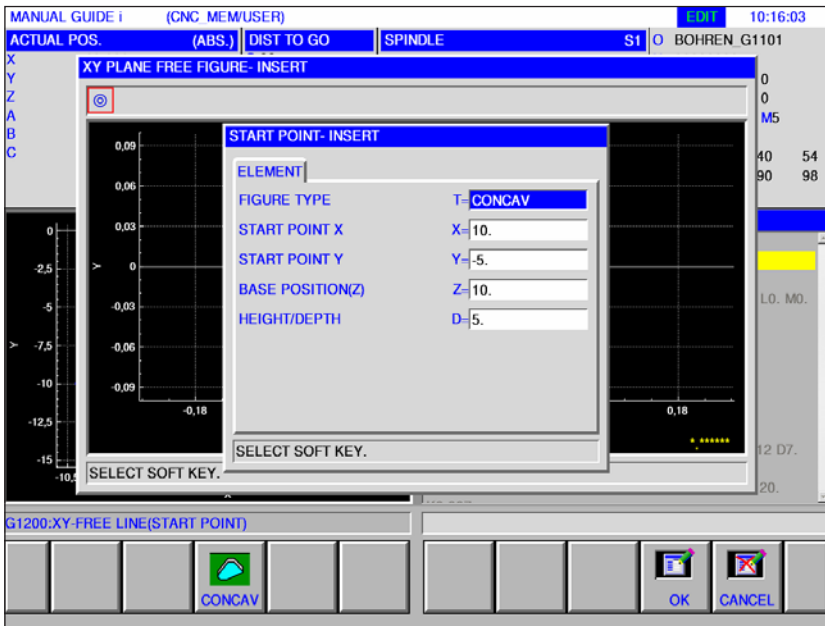 MANUAL GUIDE i (CNC_MEM/USER) EDIT 10:16:03
ACTUAL POS. (ABS.) DIST TO GO SPINDLE S1 O BOHREN_G1101
X
Y
Z
A
B
C
0
0
M5
40 54
90 98
XY PLANE FREE FIGURE- INSERT
0,09
0,06
0,03
0
-0,03
-0,06
-0,09
Y
-0,18
0,18
*.******
START POINT- INSERT
ELEMENT
FIGURE TYPE T= CONCAV
START POINT X X= 10.
START POINT Y Y= -5.
BASE POSITION(Z) Z= 10.
HEIGHT/DEPTH D= 5.
SELECT SOFT KEY.
SELECT SOFT KEY.
0
-2,5
-5
-7,5
-10
-12,5
-15
Y
-10,5
L0. M0.
12 D7.
20.
G1200:XY-FREE LINE(START POINT)
CONCAV OK CANCEL